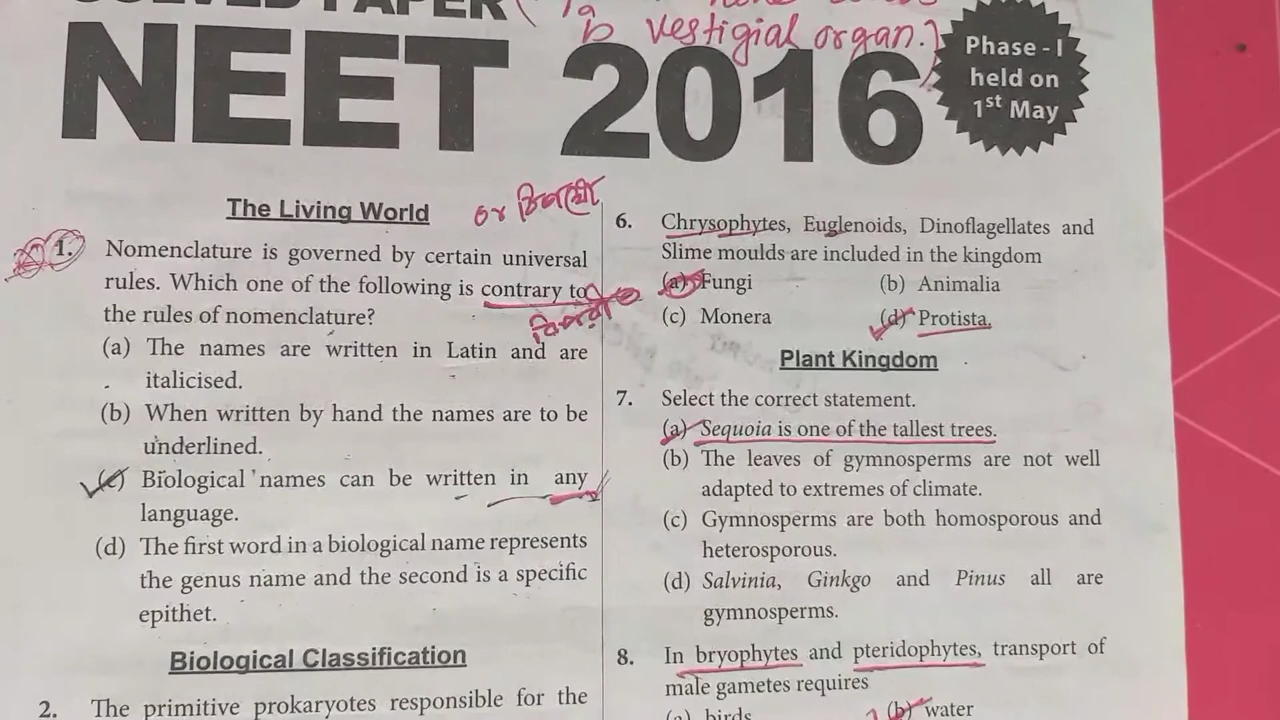 SOLVED PAPER
b vestigial organ.
NEET 2016
Phase - I
held on
1st May
The Living World
or
1. Nomenclature is governed by certain universal
rules. Which one of the following is contrary to
the rules of nomenclature?
(a) The names are written in Latin and are
italicised.
(b) When written by hand the names are to be
underlined.
(c) Biological names can be written in any
language.
(d) The first word in a biological name represents
the genus name and the second is a specific
epithet.
Biological Classification
2. The primitive prokaryotes responsible for the
6. Chrysophytes, Euglenoids, Dinoflagellates and
Slime moulds are included in the kingdom
(a) Fungi (b) Animalia
(c) Monera (d) Protista.
Plant Kingdom
7. Select the correct statement.
(a) Sequoia is one of the tallest trees.
(b) The leaves of gymnosperms are not well
adapted to extremes of climate.
(c) Gymnosperms are both homosporous and
heterosporous.
(d) Salvinia, Ginkgo and Pinus all are
gymnosperms.
8. In bryophytes and pteridophytes, transport of
male gametes requires
(a) birds (b) water